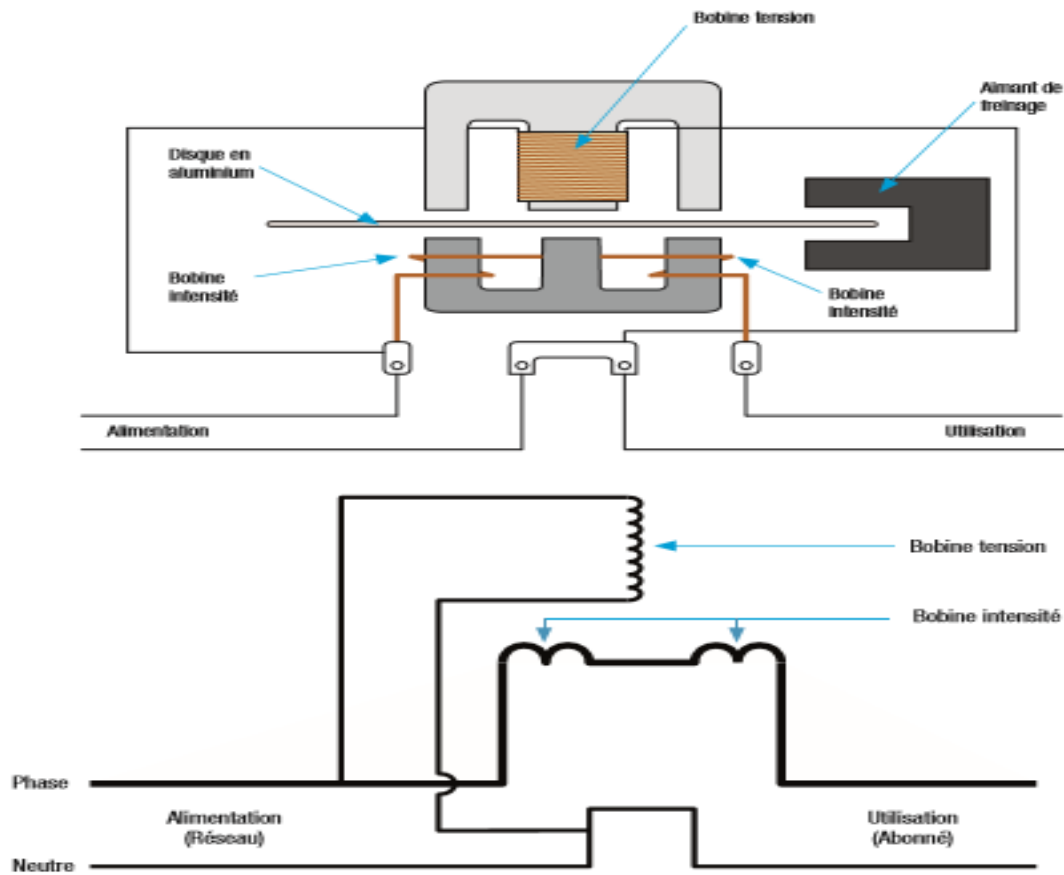 Bobine tension
Aimant de
freinage
Disque en
aluminium
Bobine
intensité
Bobine
intensité
Alimentation
Utilisation
Bobine tension
Bobine intensité
Phase
Alimentation
(Réseau)
Utilisation
(Abonné)
Neutre